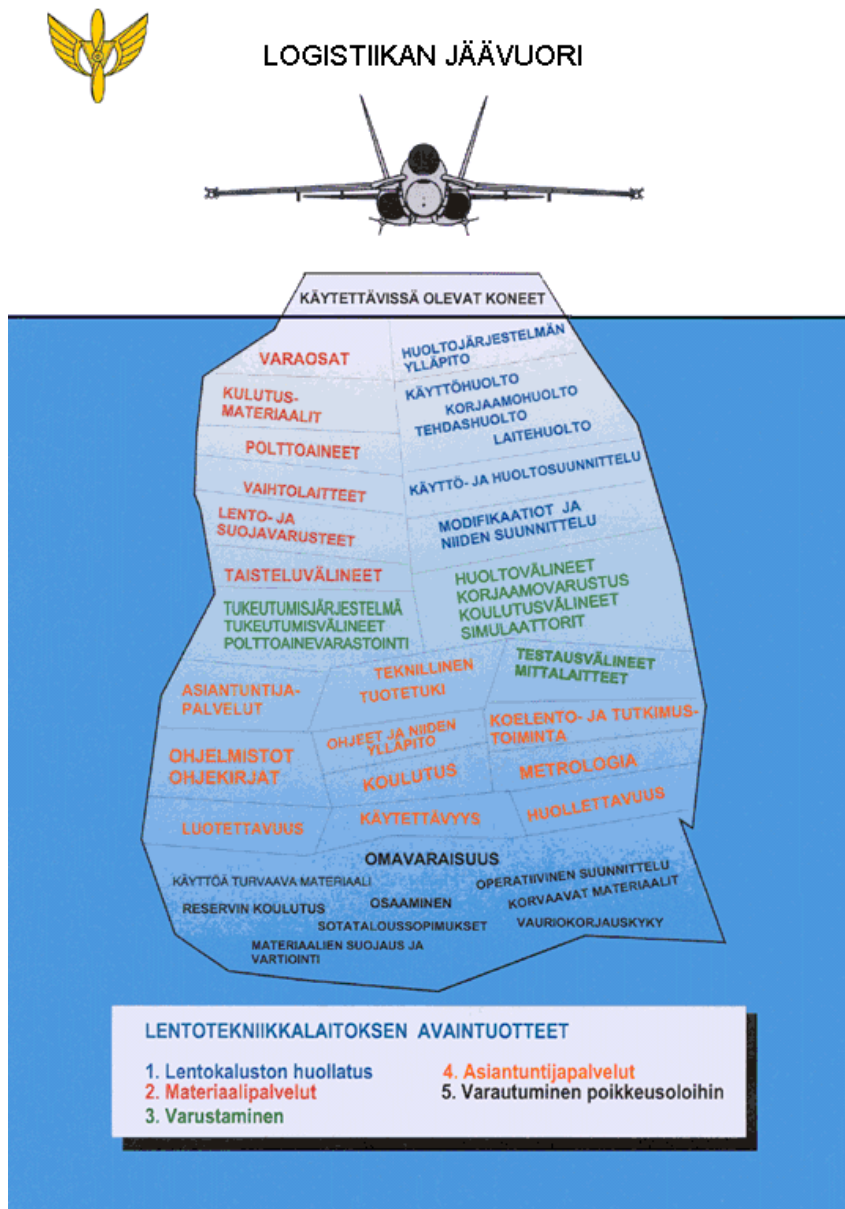 LOGISTIIKAN JÄÄVUORI
KÄYTETTÄVISSÄ OLEVAT KONEET
VARAOSAT
HUOLTOJÄRJESTELMÄN
YLLÄPITO
KULUTUS-
MATERIAALIT
KÄYTTÖHUOLTO
KORJAAMOHUOLTO
TEHDASHUOLTO
LAITEHUOLTO
POLTTOAINEET
KÄYTTÖ- JA HUOLTOSUUNNITTELU
VAIHTOLAITTEET
LENTO- JA
SUOJAVARUSTEET
MODIFIKAATIOT JA
NIIDEN SUUNNITTELU
TAISTELUVÄLINEET
HUOLTOVÄLINEET
KORJAAMOVARUSTUS
KOULUTUSVÄLINEET
SIMULAATTORIT
TUKEUTUMISJÄRJESTELMÄ
TUKEUTUMISVÄLINEET
POLTTOAINEVARASTOINTI
TESTAUSVÄLINEET
MITTALAITTEET
TEKNILLINEN
TUOTETUKI
ASIANTUNTIJA-
PALVELUT
KOELENTO- JA TUTKIMUS-
TOIMINTA
OHJEET JA NIIDEN
YLLÄPITO
OHJELMISTOT
OHJEKIRJAT
KOULUTUS
METROLOGIA
LUOTETTAVUUS
KÄYTETTÄVYYS
HUOLLETTAVUUS
OMAVARAISUUS
KÄYTTÖÄ TURVAAVA MATERIAALI
OPERATIIVINEN SUUNNITTELU
RESERVIN KOULUTUS
OSAAMINEN
KORVAAVAT MATERIAALIT
SOTATALOUSSOPIMUKSET
VAURIOKORJAUSKYKY
MATERIAALIEN SUOJAUS JA
VARTIOINTI
LENTOTEKNIIKKALAITOKSEN AVAINTUOTTEET
1. Lentokaluston huollatus
2. Materiaalipalvelut
3. Varustaminen
4. Asiantuntijapalvelut
5. Varautuminen poikkeusoloihin